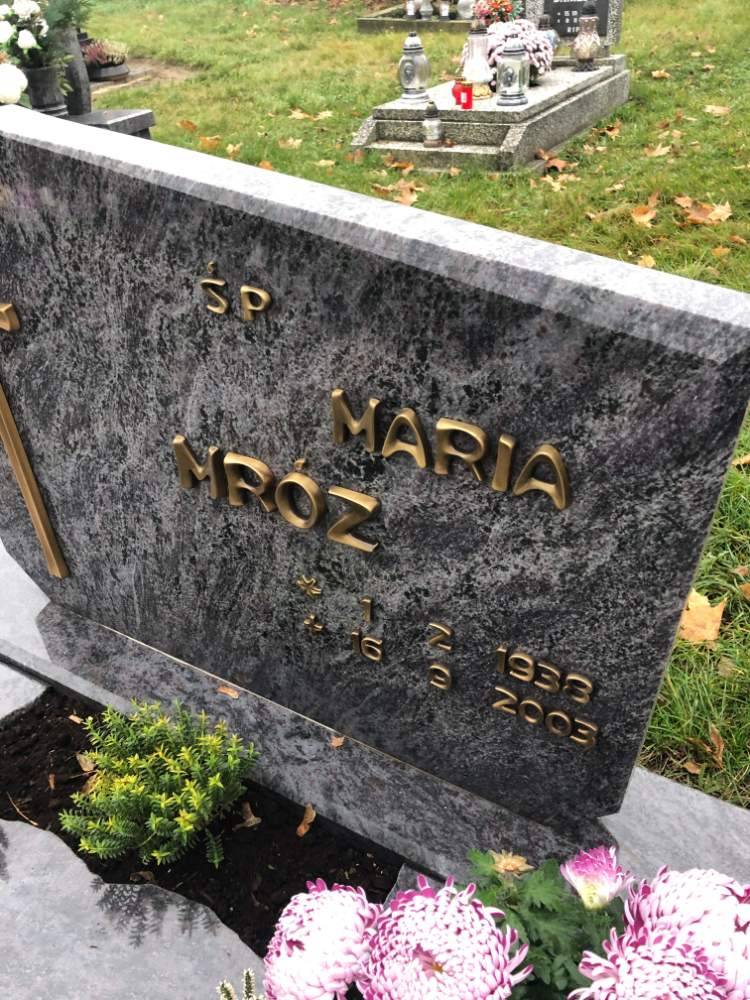 ŚP
MARIA
MRÓZ
* 1 2 1938
+ 16 9 2003